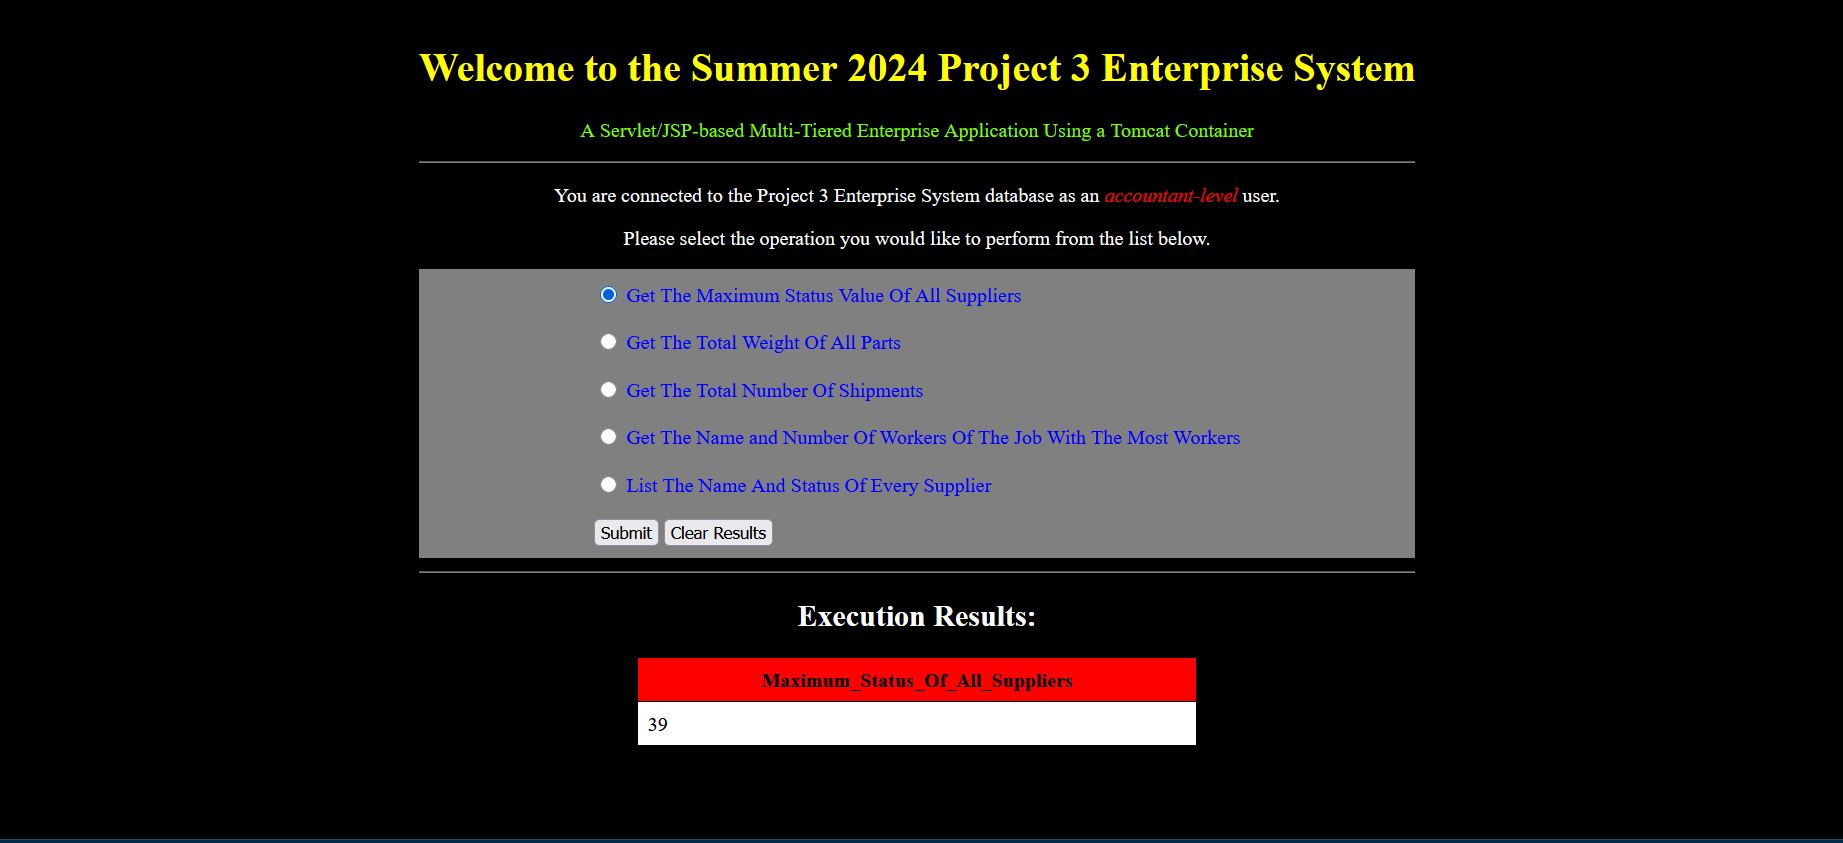 Welcome to the Summer 2024 Project 3 Enterprise System
A Servlet/JSP-based Multi-Tiered Enterprise Application Using a Tomcat Container
You are connected to the Project 3 Enterprise System database as an accountant-level user.
Please select the operation you would like to perform from the list below.
Get The Maximum Status Value Of All Suppliers
Get The Total Weight Of All Parts
Get The Total Number Of Shipments
Get The Name and Number Of Workers Of The Job With The Most Workers
List The Name And Status Of Every Supplier
Submit Clear Results
Execution Results:
Maximum_Status_Of_All_Suppliers
39